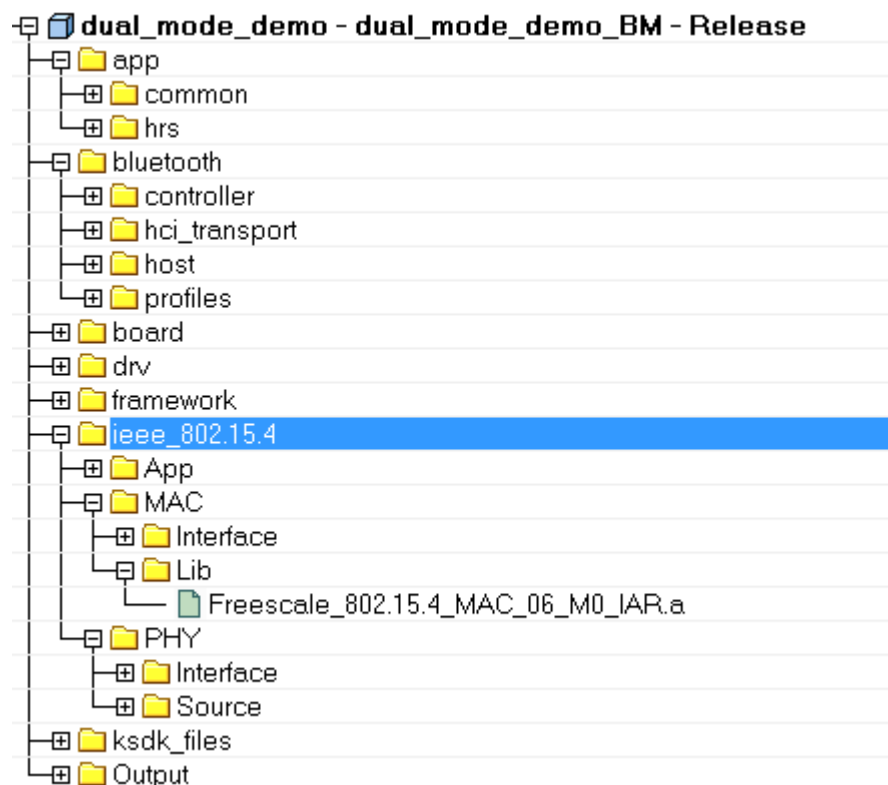 dual_mode_demo - dual_mode_demo_BM - Release
app
common
hrs
bluetooth
controller
hci_transport
host
profiles
board
drv
framework
ieee_802.15.4
App
MAC
Interface
Lib
Freescale_802.15.4_MAC_06_M0_IAR.a
PHY
Interface
Source
ksdk_files
Output